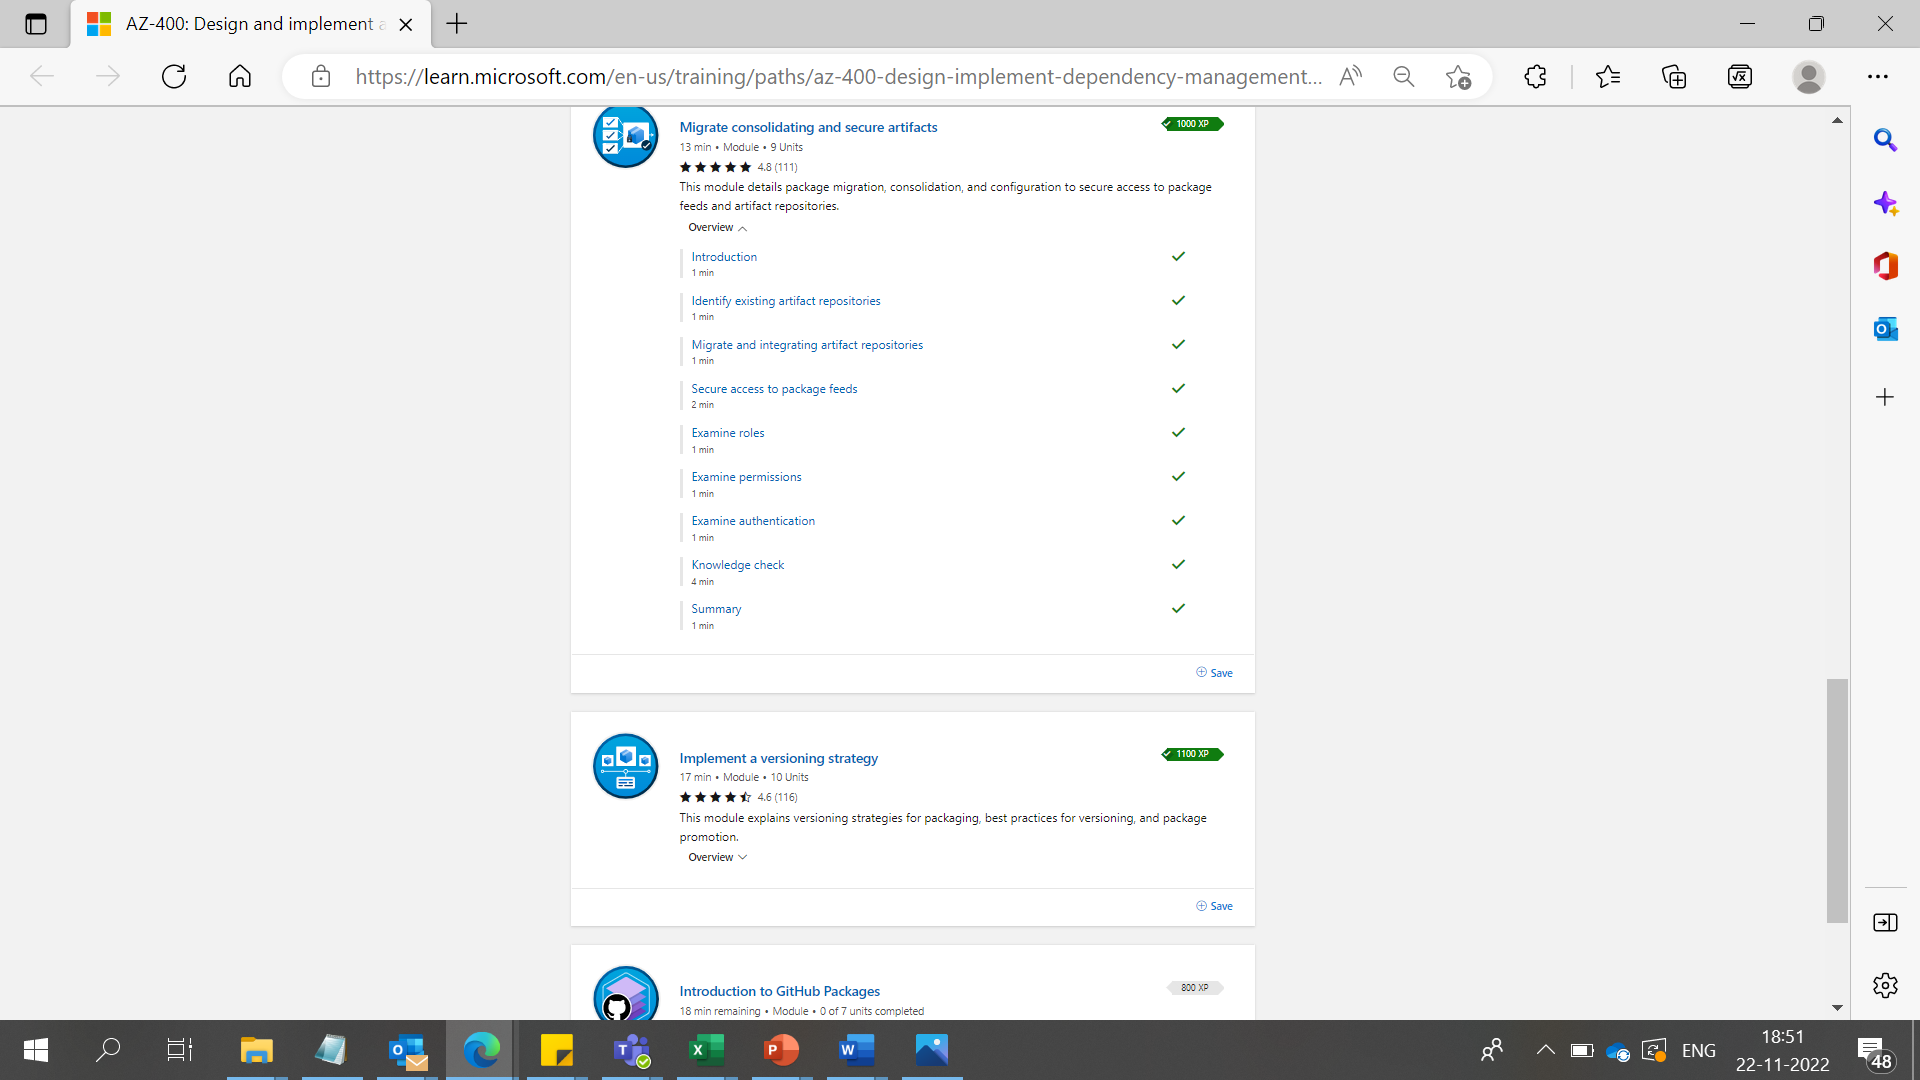 AZ-400: Design and implement a
https://learn.microsoft.com/en-us/training/paths/az-400-design-implement-dependency-management...
Migrate consolidating and secure artifacts
1000 XP
13 min • Module • 9 Units
4.8 (111)
This module details package migration, consolidation, and configuration to secure access to package
feeds and artifact repositories.
Overview
Introduction
1 min
Identify existing artifact repositories
1 min
Migrate and integrating artifact repositories
1 min
Secure access to package feeds
2 min
Examine roles
1 min
Examine permissions
1 min
Examine authentication
1 min
Knowledge check
4 min
Summary
1 min
Save
Implement a versioning strategy
1100 XP
17 min • Module • 10 Units
4.6 (116)
This module explains versioning strategies for packaging, best practices for versioning, and package
promotion.
Overview
Save
Introduction to GitHub Packages
800 XP
18 min remaining • Module • 0 of 7 units completed
ENG
18:51
22-11-2022
48